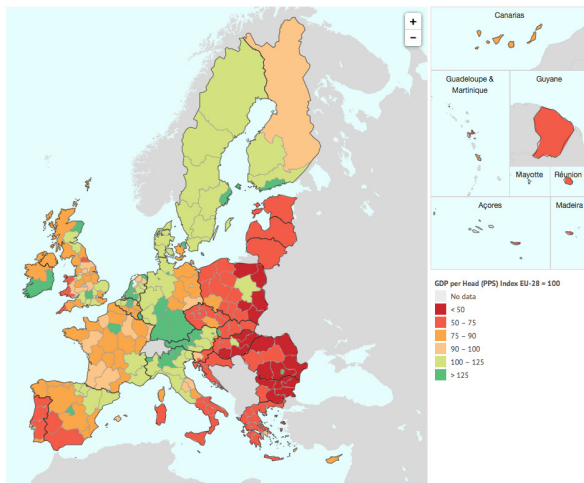 +
−
Canarias
Guadeloupe &
Martinique
Guyane
Mayotte
Réunion
Açores
Madeira
GDP per Head (PPS) Index EU-28 = 100
No data
< 50
50 – 75
75 – 90
90 – 100
100 – 125
> 125